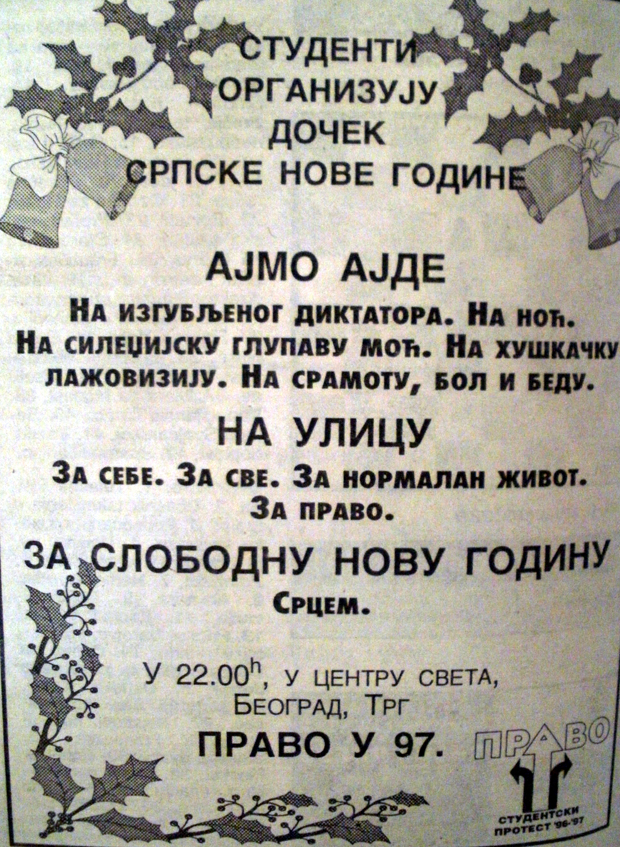 СТУДЕНТИ
ОРГАНИЗУЈУ
ДОЧЕК
СРПСКЕ НОВЕ ГОДИНЕ
АЈМО АЈДЕ
НА ИЗГУБЉЕНОГ ДИКТАТОРА. НА НОЋ.
НА СИЛЕЏИЈСКУ ГЛУПАВУ МОЋ. НА ХУШКАЧКУ
ЛАЖОВИЗИЈУ. НА СРАМОТУ, БОЛ И БЕДУ.
НА УЛИЦУ
ЗА СЕБЕ. ЗА СВЕ. ЗА НОРМАЛАН ЖИВОТ.
ЗА ПРАВО.
ЗА СЛОБОДНУ НОВУ ГОДИНУ
СРЦЕМ.
У 22.00h, У ЦЕНТРУ СВЕТА,
БЕОГРАД, ТРГ
ПРАВО У 97.
ПРАВО
СТУДЕНТСКИ
ПРОТЕСТ '96-'97